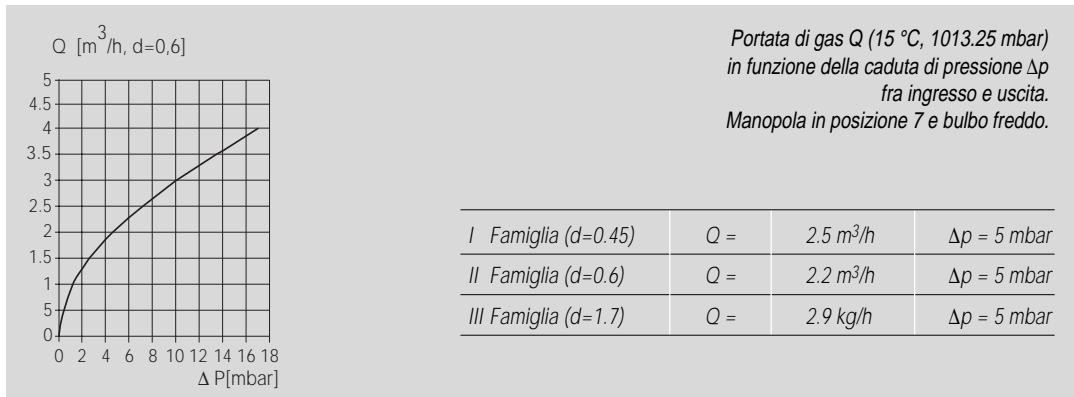 Q [m3/h, d=0,6]
5
4.5
4
3.5
3
2.5
2
1.5
1
5
0
0 2 4 6 8 10 12 14 16 18
Δ P[mbar]
Portata di gas Q (15 °C, 1013.25 mbar)
in funzione della caduta di pressione Δp
fra ingresso e uscita.
Manopola in posizione 7 e bulbo freddo.
I Famiglia (d=0.45) Q = 2.5 m3/h Δp = 5 mbar
II Famiglia (d=0.6) Q = 2.2 m3/h Δp = 5 mbar
III Famiglia (d=1.7) Q = 2.9 kg/h Δp = 5 mbar